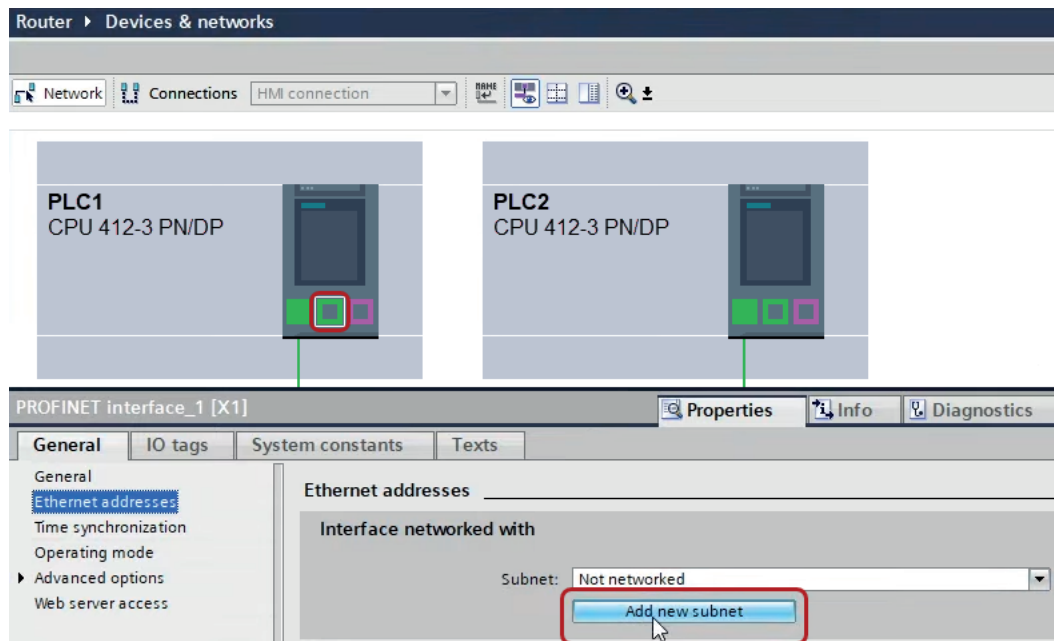 Router ▸ Devices & networks
Network Connections HMI connection
PLC1
CPU 412-3 PN/DP
PLC2
CPU 412-3 PN/DP
PROFINET interface_1 [X1]
Properties Info Diagnostics
General IO tags System constants Texts
General
Ethernet addresses
Time synchronization
Operating mode
Advanced options
Web server access
Ethernet addresses
Interface networked with
Subnet: Not networked
Add new subnet